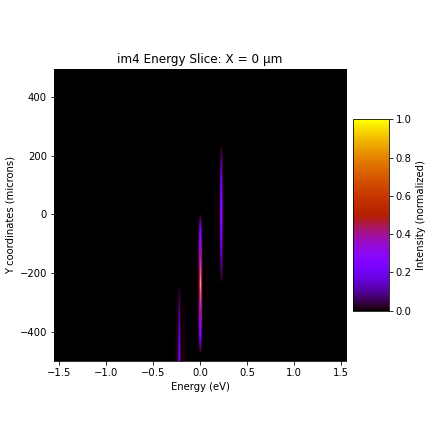 im4 Energy Slice: X = 0 μm
400
200
0
−200
−400
Y coordinates (microns)
−1.5 −1.0 −0.5 0.0 0.5 1.0 1.5
Energy (eV)
1.0
0.8
0.6
0.4
0.2
0.0
Intensity (normalized)